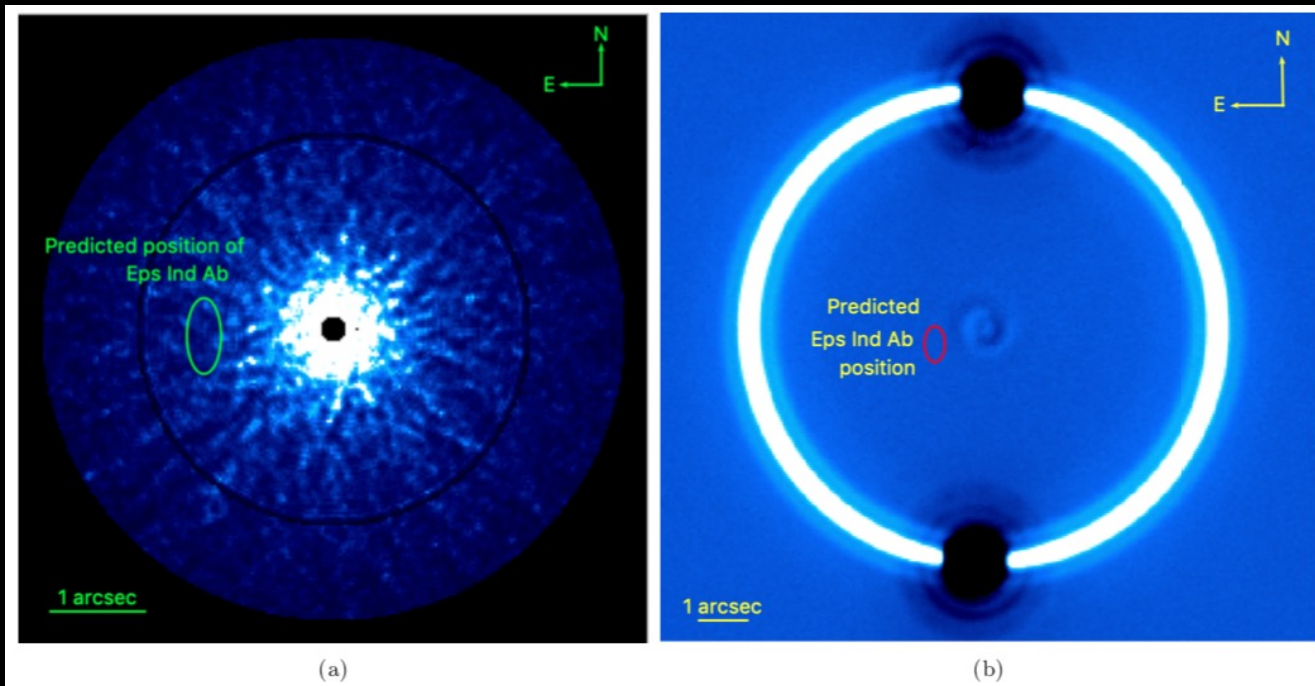 N
E
Predicted position of
Eps Ind Ab
1 arcsec
(a)
N
E
Predicted
Eps Ind Ab
position
1 arcsec
(b)